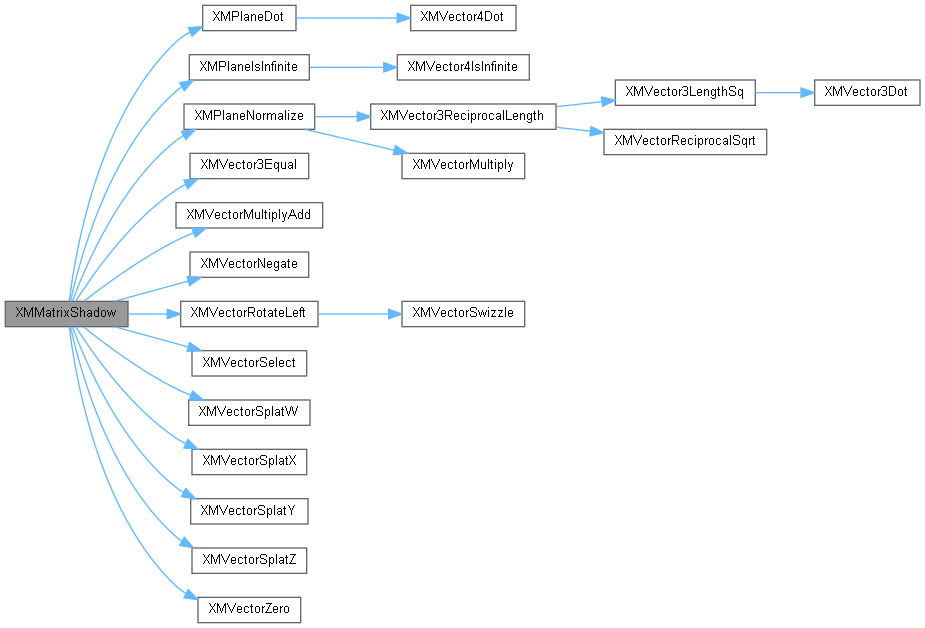 XMPlaneDot
XMVector4Dot
XMPlaneIsInfinite
XMVector4IsInfinite
XMPlaneNormalize
XMVector3ReciprocalLength
XMVector3LengthSq
XMVector3Dot
XMVectorReciprocalSqrt
XMVectorMultiply
XMVector3Equal
XMVectorMultiplyAdd
XMVectorNegate
XMMatrixShadow
XMVectorRotateLeft
XMVectorSwizzle
XMVectorSelect
XMVectorSplatW
XMVectorSplatX
XMVectorSplatY
XMVectorSplatZ
XMVectorZero